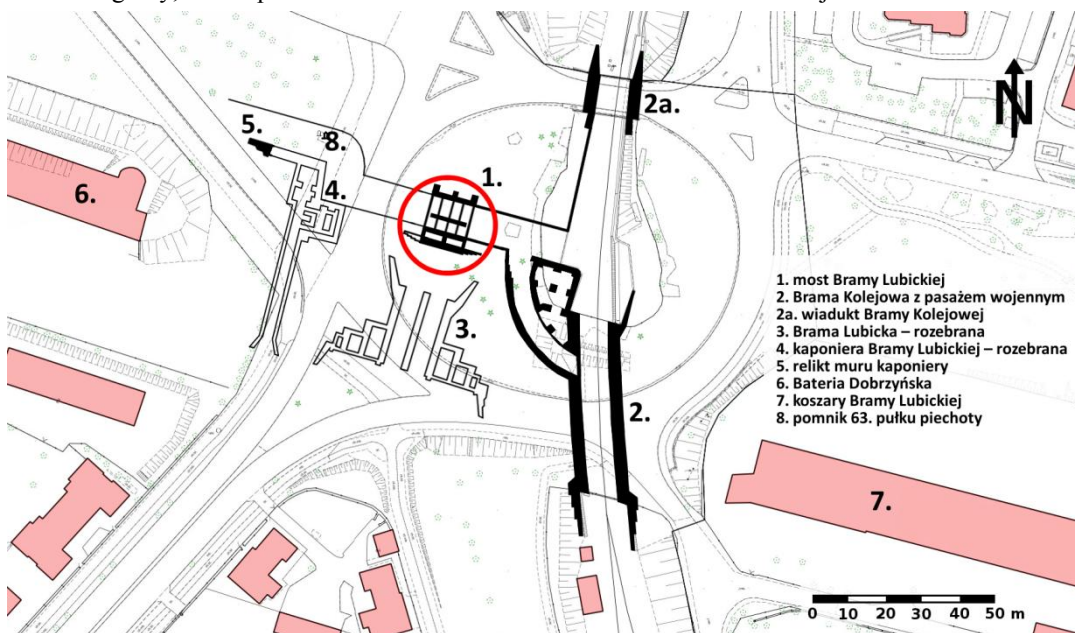 2a.
N
5.
8.
6.
4.
1.
3.
2.
7.
1. most Bramy Lubickiej
2. Brama Kolejowa z pasażem wojennym
2a. wiadukt Bramy Kolejowej
3. Brama Lubicka – rozebrana
4. kaponiera Bramy Lubickiej – rozebrana
5. relikt muru kaponiery
6. Bateria Dobrzyńska
7. koszary Bramy Lubickiej
8. pomnik 63. pułku piechoty
0 10 20 30 40 50 m